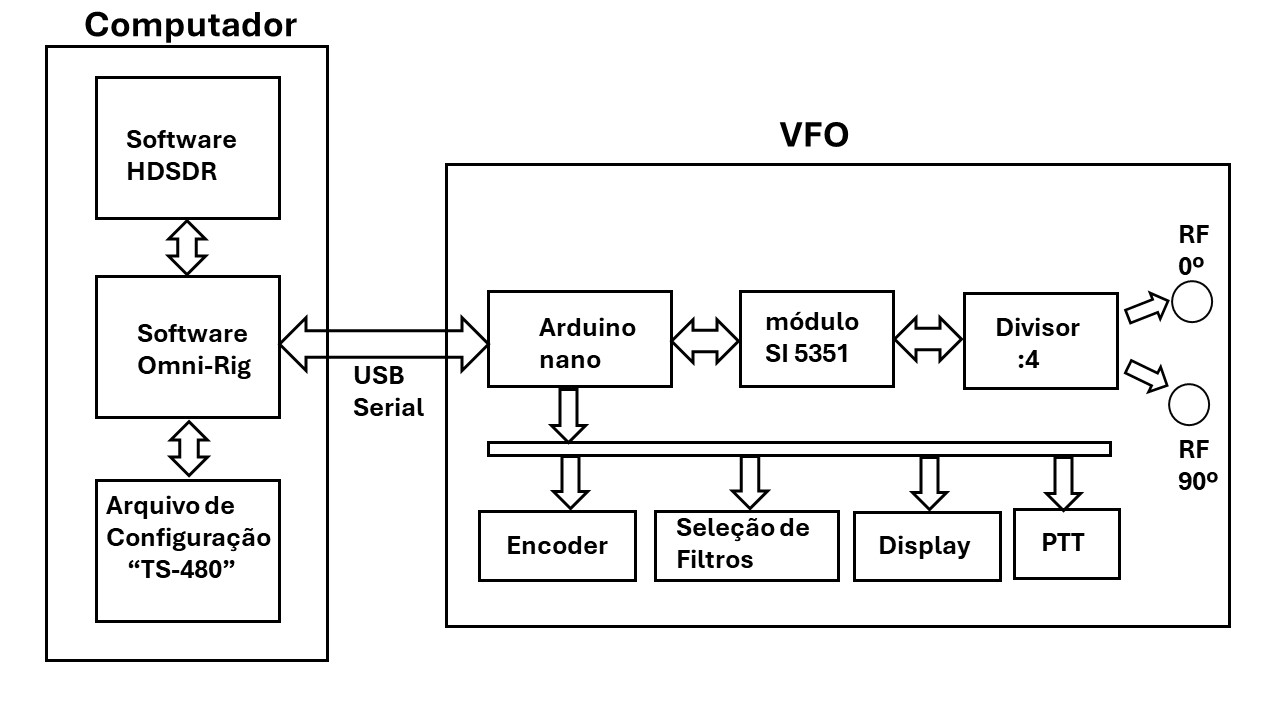 Computador
Software
HDSDR
Software
Omni-Rig
Arquivo de
Configuração
“TS-480”
USB
Serial
VFO
Arduino
nano
módulo
SI 5351
Divisor
:4
RF
0º
RF
90º
Encoder
Seleção de
Filtros
Display
PTT